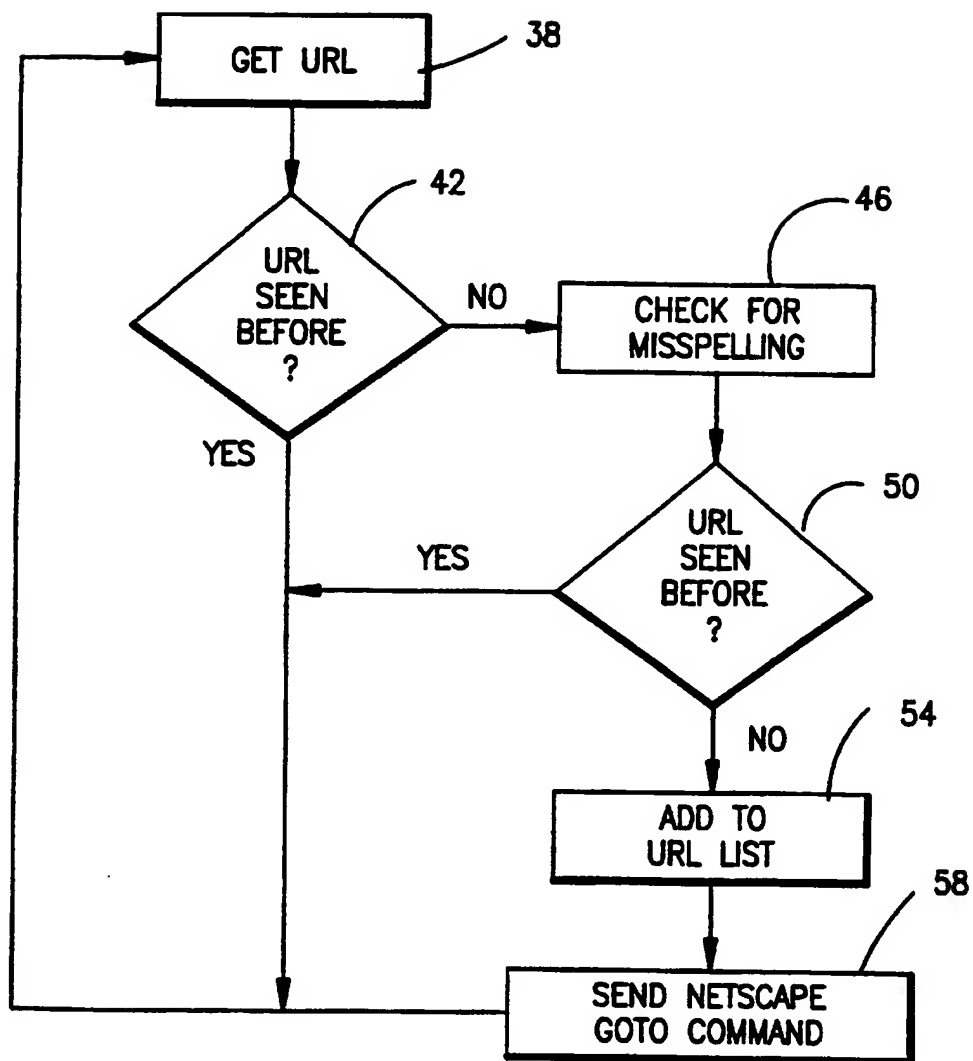 GET URL
38
42
URL
SEEN
BEFORE
?
NO
YES
46
CHECK FOR
MISSPELLING
50
URL
SEEN
BEFORE
?
YES
NO
54
ADD TO
URL LIST
58
SEND NETSCAPE
GOTO COMMAND